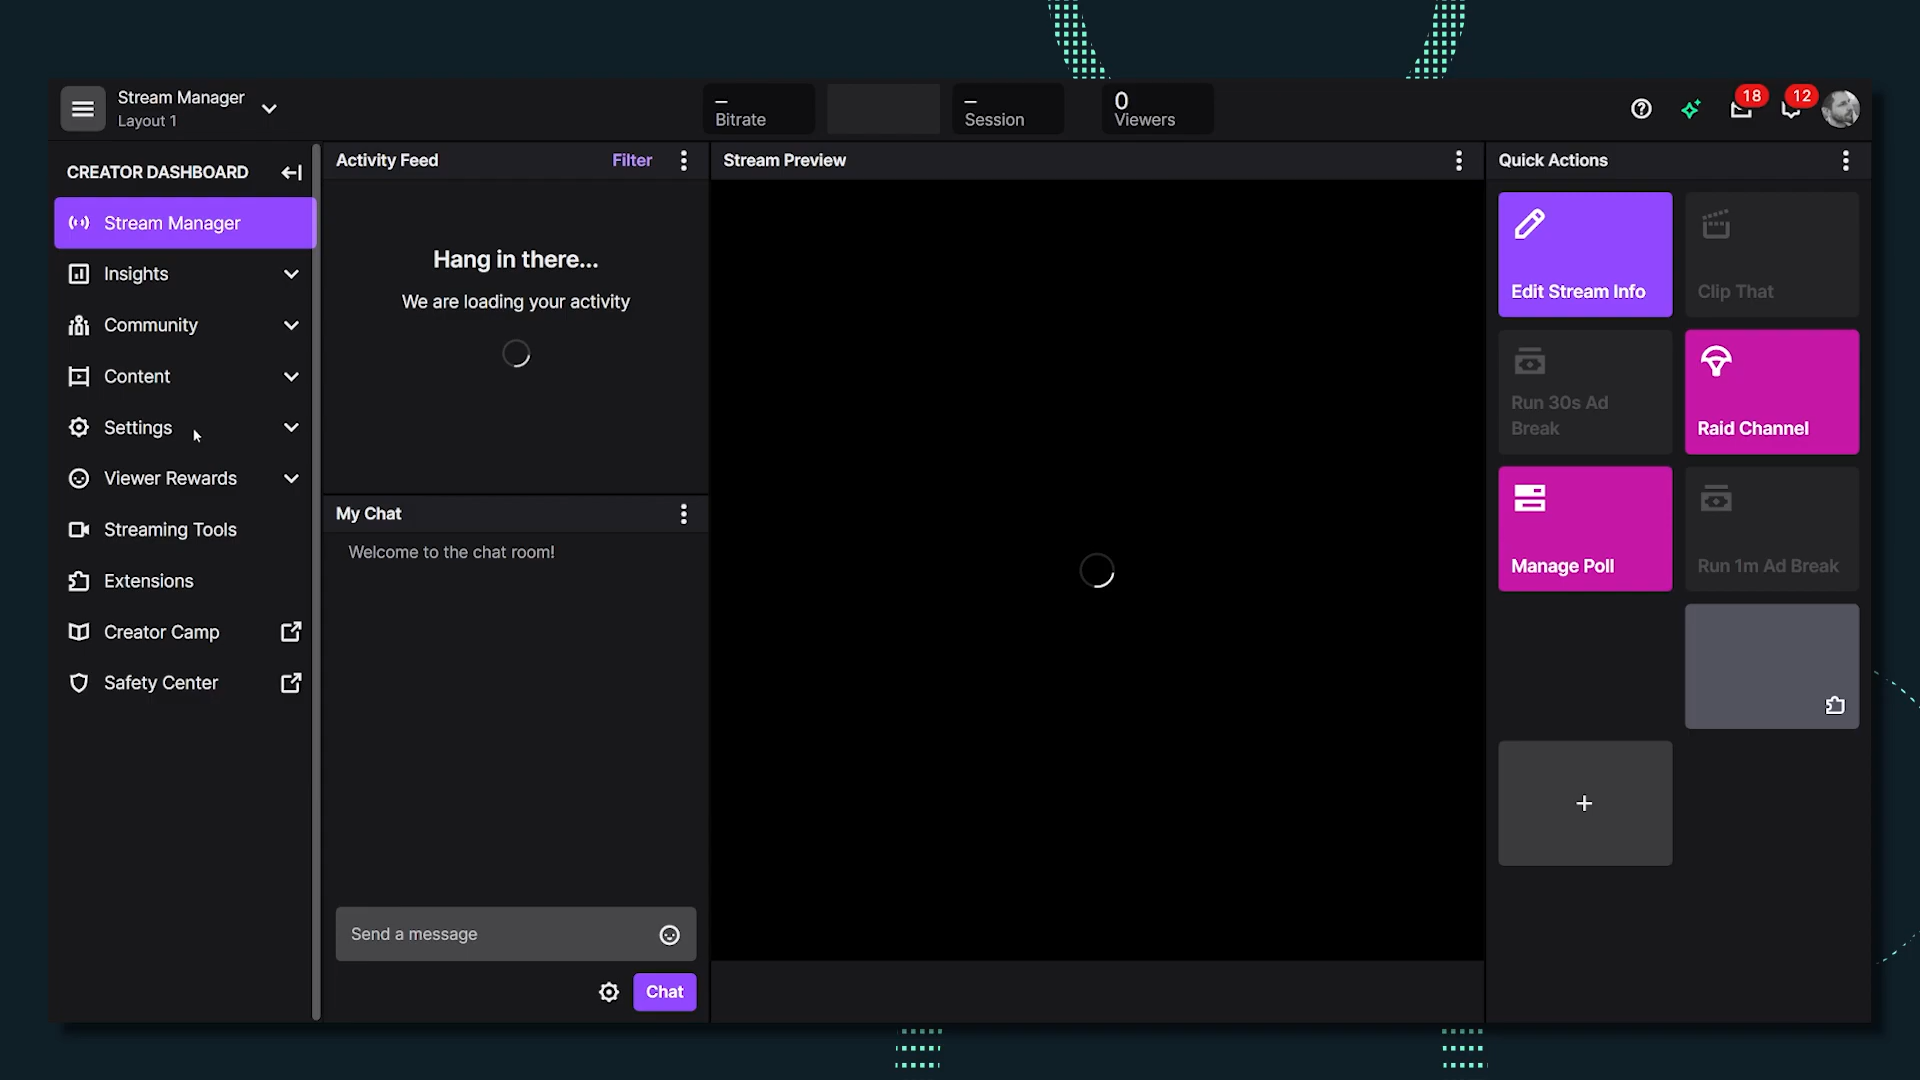 Stream Manager
Layout 1
–
Bitrate
–
Session
0
Viewers
18
12
CREATOR DASHBOARD
Stream Manager
Insights
Community
Content
Settings
Viewer Rewards
Streaming Tools
Extensions
Creator Camp
Safety Center
Activity Feed
Filter
Hang in there...
We are loading your activity
My Chat
Welcome to the chat room!
Send a message
Chat
Stream Preview
Quick Actions
Edit Stream Info
Clip That
Run 30s Ad
Break
Raid Channel
Manage Poll
Run 1m Ad Break
+